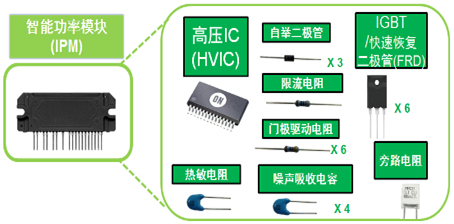 智能功率模块
(IPM)
高压IC
(HVIC)
ON
自举二极管
X 3
限流电阻
门极驱动电阻
X 6
IGBT
/快速恢复
二极管(FRD)
X 6
热敏电阻
噪声吸收电容
X 4
旁路电阻